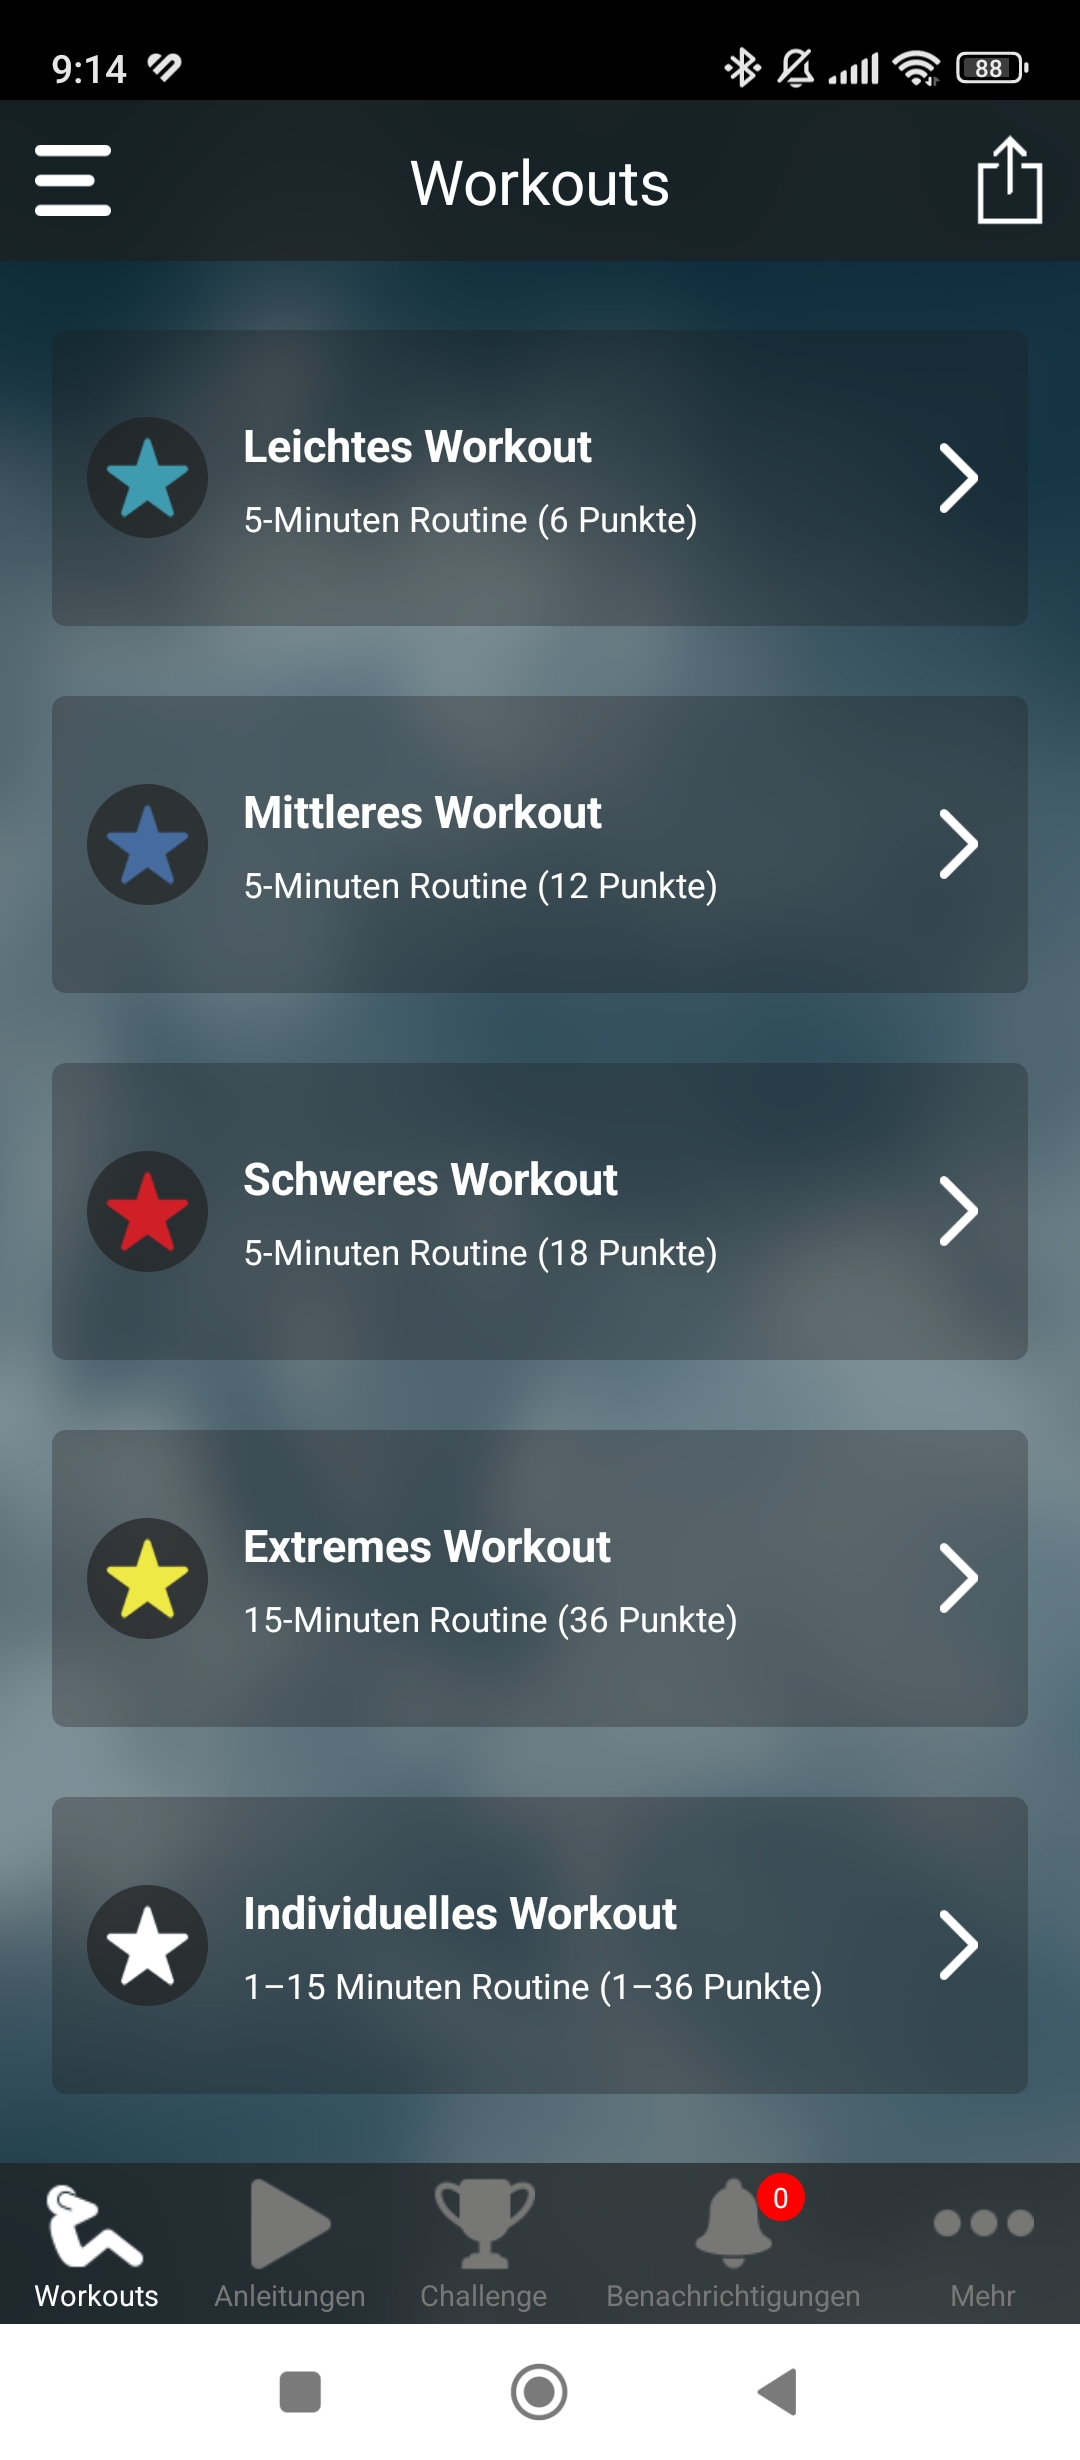 9:14
88
Workouts
Leichtes Workout
5-Minuten Routine (6 Punkte)
Mittleres Workout
5-Minuten Routine (12 Punkte)
Schweres Workout
5-Minuten Routine (18 Punkte)
Extremes Workout
15-Minuten Routine (36 Punkte)
Individuelles Workout
1–15 Minuten Routine (1–36 Punkte)
0
Workouts
Anleitungen
Challenge
Benachrichtigungen
Mehr